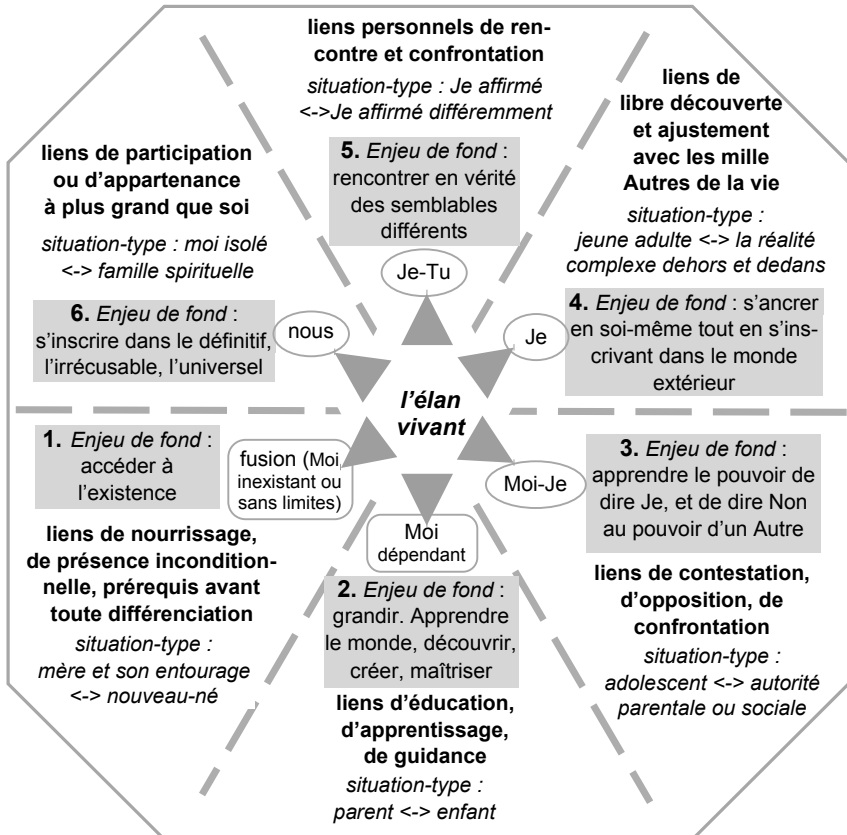 liens personnels de ren-
contre et confrontation
situation-type : Je affirmé
<->Je affirmé différemment
5. Enjeu de fond :
rencontrer en vérité
des semblables
différents
Je-Tu
liens de
libre découverte
et ajustement
avec les mille
Autres de la vie
situation-type :
jeune adulte <-> la réalité
complexe dehors et dedans
4. Enjeu de fond : s’ancrer
en soi-même tout en s’ins-
crivant dans le monde
extérieur
Je
liens de participation
ou d’appartenance
à plus grand que soi
situation-type : moi isolé
<-> famille spirituelle
6. Enjeu de fond :
s’inscrire dans le définitif,
l’irrécusable, l’universel
nous
l’élan
vivant
1. Enjeu de fond :
accéder à
l’existence
fusion (Moi
inexistant ou
sans limites)
liens de nourrissage,
de présence incondition-
nelle, prérequis avant
toute différenciation
situation-type :
mère et son entourage
<-> nouveau-né
Moi
dépendant
2. Enjeu de fond :
grandir. Apprendre
le monde, découvrir,
créer, maîtriser
liens d’éducation,
d’apprentissage,
de guidance
situation-type :
parent <-> enfant
Moi-Je
3. Enjeu de fond :
apprendre le pouvoir de
dire Je, et de dire Non
au pouvoir d’un Autre
liens de contestation,
d’opposition, de
confrontation
situation-type :
adolescent <-> autorité
parentale ou sociale